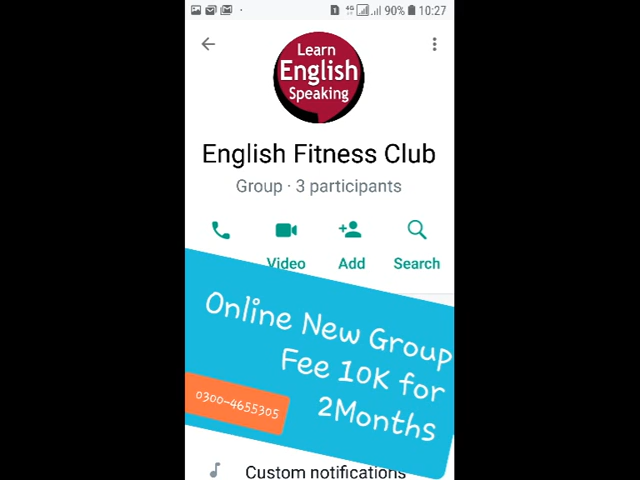 90% 10:27
Learn
English
Speaking
English Fitness Club
Group · 3 participants
Video Add Search
Online New Group
Fee 10K for
2Months
0300-4655305
Custom notifications